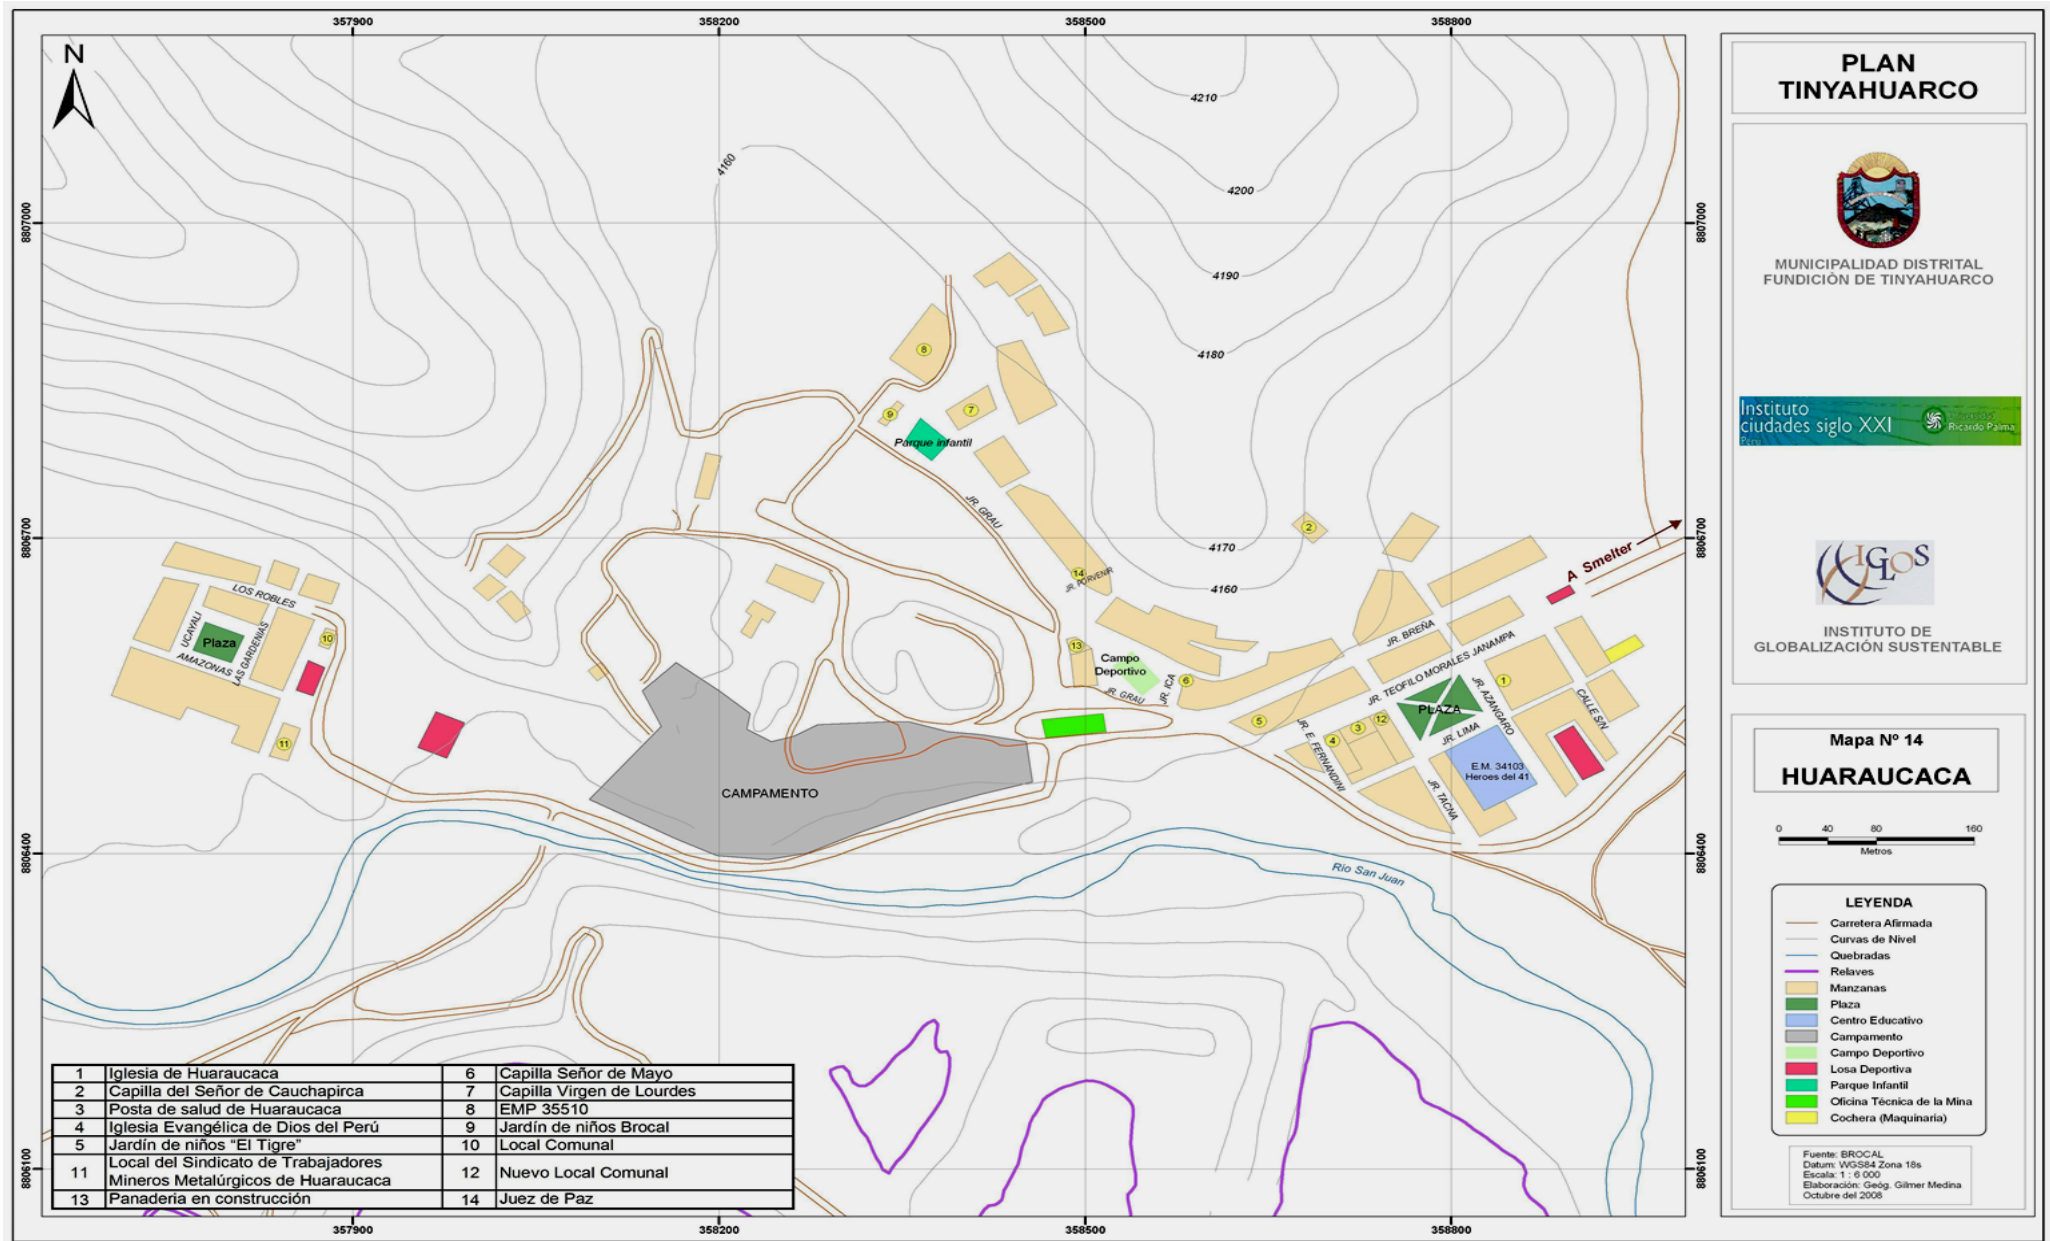 357900
358200
358500
358800
N
4210
4160
4200
8807000
8807000
4190
4180
8
9
7
Parque infantil
JR. GRAU
2
8806700
8806700
4170
A Smelter
14
JR. PORVENIR
4160
LOS ROBLES
UCAYALI
Plaza
LAS GARDENIAS
AMAZONAS
10
11
13
Campo
Deportivo
JR. GRAU
JR. ICA
6
JR. BREÑA
JR. TEOFILO MORALES JANAMPA
5
1
JR. AZANGARO
CALLE S/N
PLAZA
JR. E. FERNANDINI
4
3
12
JR. LIMA
E.M. 34103
Heroes del 41
JR. TACNA
CAMPAMENTO
8806400
8806400
Río San Juan
8806100
8806100
1 Iglesia de Huaraucaca 6 Capilla Señor de Mayo
2 Capilla del Señor de Cauchapirca 7 Capilla Virgen de Lourdes
3 Posta de salud de Huaraucaca 8 EMP 35510
4 Iglesia Evangélica de Dios del Perú 9 Jardín de niños Brocal
5 Jardín de niños “El Tigre” 10 Local Comunal
11 Local del Sindicato de Trabajadores
Mineros Metalúrgicos de Huaraucaca 12 Nuevo Local Comunal
13 Panaderia en construcción 14 Juez de Paz
357900
358200
358500
358800
PLAN
TINYAHUARCO
MUNICIPALIDAD DISTRITAL
FUNDICIÓN DE TINYAHUARCO
Instituto
ciudades siglo XXI
Perú
Universidad
Ricardo Palma
IGLOS
INSTITUTO DE
GLOBALIZACIÓN SUSTENTABLE
Mapa Nº 14
HUARAUCACA
0 40 80 160
Metros
LEYENDA
Carretera Afirmada
Curvas de Nivel
Quebradas
Relaves
Manzanas
Plaza
Centro Educativo
Campamento
Campo Deportivo
Losa Deportiva
Parque Infantil
Oficina Técnica de la Mina
Cochera (Maquinaria)
Fuente: BROCAL
Datum: WGS84 Zona 18s
Escala: 1 : 6 000
Elaboración: Geóg. Gilmer Medina
Octubre del 2008